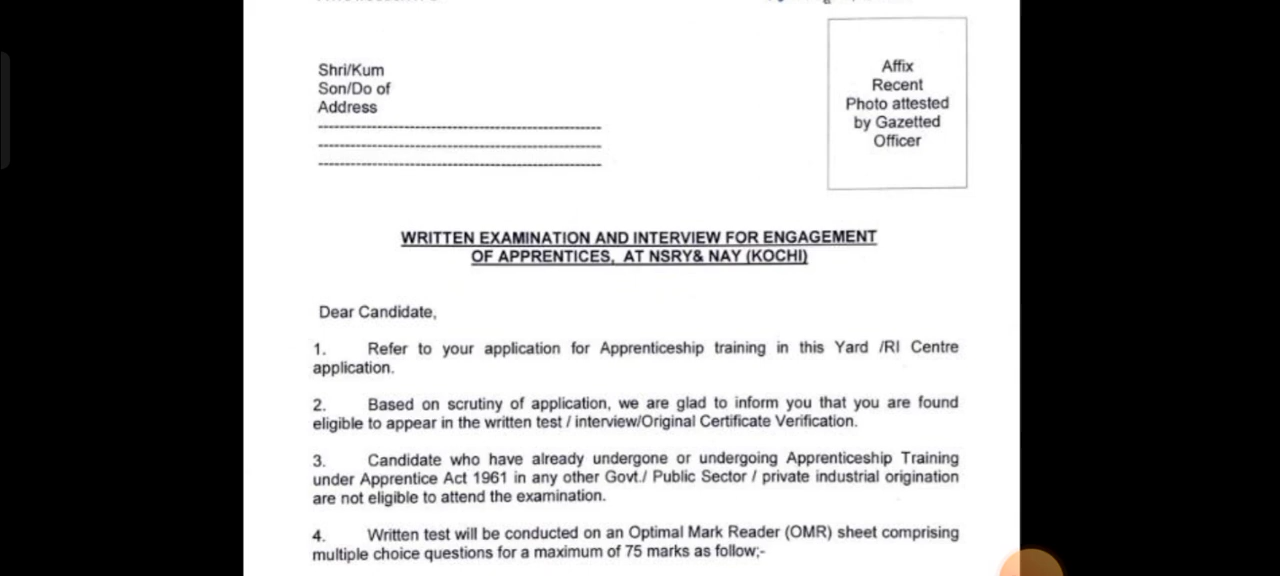 Shri/Kum
Son/Do of
Address
Affix
Recent
Photo attested
by Gazetted
Officer
WRITTEN EXAMINATION AND INTERVIEW FOR ENGAGEMENT
OF APPRENTICES, AT NSRY& NAY (KOCHI)
Dear Candidate,
1. Refer to your application for Apprenticeship training in this Yard /RI Centre
application.
2. Based on scrutiny of application, we are glad to inform you that you are found
eligible to appear in the written test / interview/Original Certificate Verification.
3. Candidate who have already undergone or undergoing Apprenticeship Training
under Apprentice Act 1961 in any other Govt./ Public Sector / private industrial origination
are not eligible to attend the examination.
4. Written test will be conducted on an Optimal Mark Reader (OMR) sheet comprising
multiple choice questions for a maximum of 75 marks as follow;-